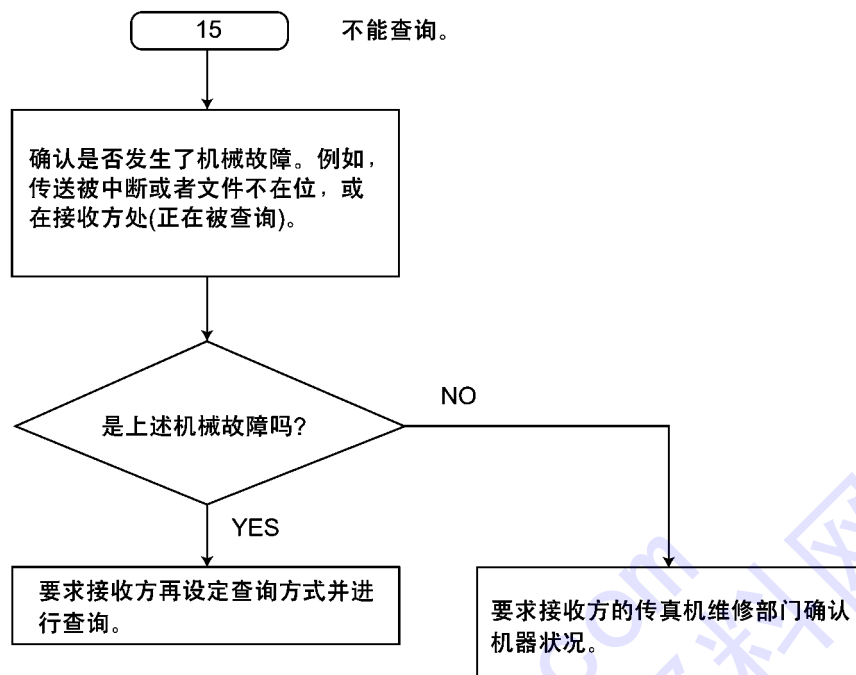 15
不能查询。
确认是否发生了机械故障。例如，
传送被中断或者文件不在位，或
在接收方处(正在被查询)。
是上述机械故障吗?
NO
YES
要求接收方再设定查询方式并进
行查询。
要求接收方的传真机维修部门确认
机器状况。
.com
料网